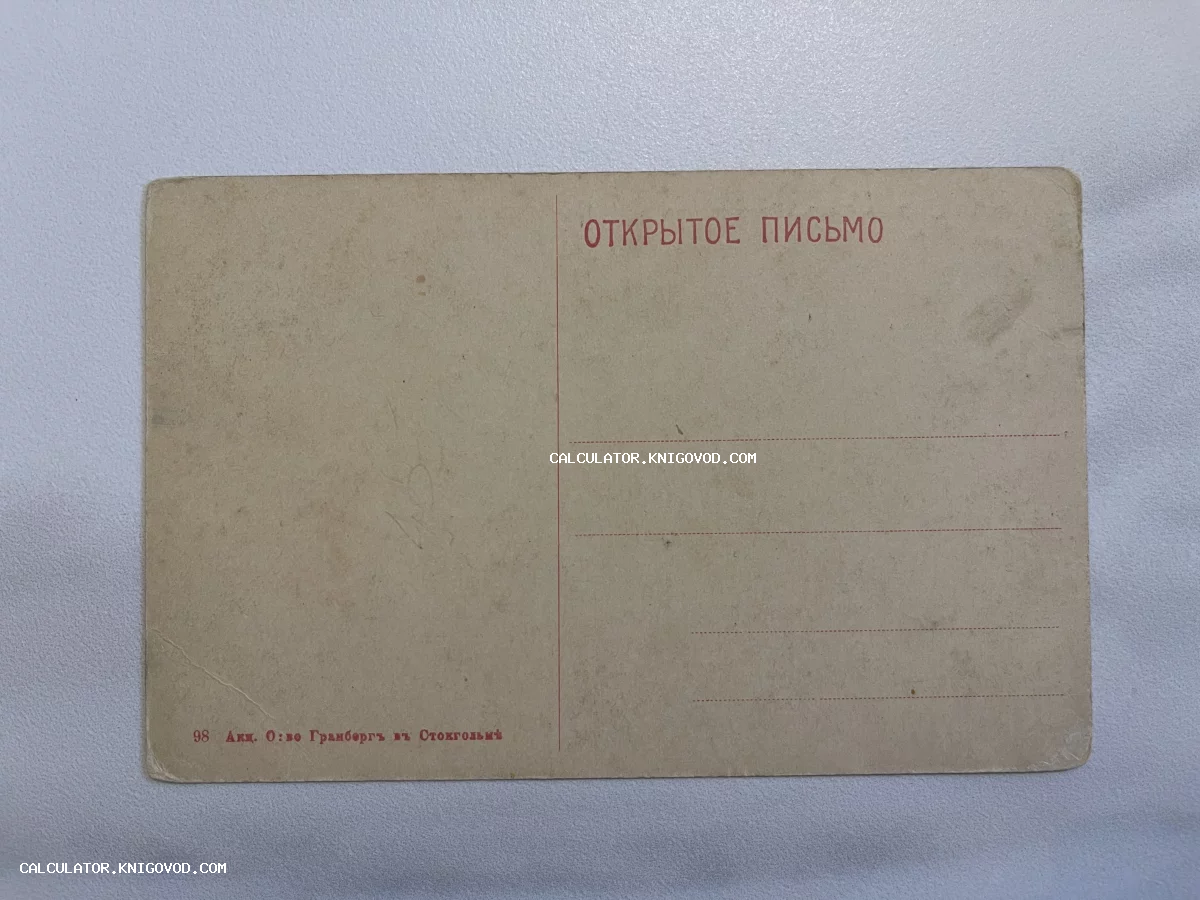 ОТКРЫТОЕ ПИСЬМО
CALCULATOR.KNIGOVOD.COM
98 Акц. О:во Гранбергъ въ Стокгольмѣ
CALCULATOR.KNIGOVOD.COM